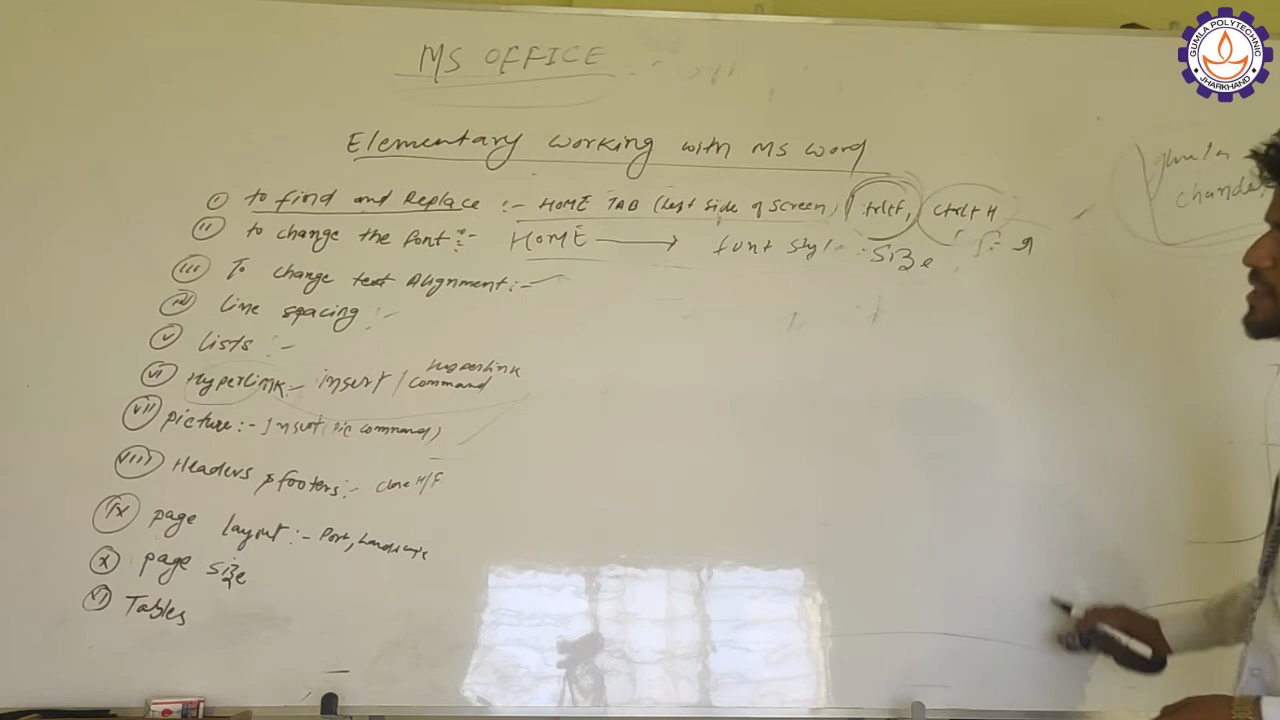 MS OFFICE
Elementary working with MS word
(i) to find and Replace :- HOME TAB (left side of screen) ctrl+F, ctrl+H
(ii) to change the font :- HOME → font styl size
(iii) To change text Alignment :-
(iv) line spacing :-
(v) Lists :-
(vi) Hyperlink :- insert / Hyperlink command
(vii) picture :- Insert (pic command)
(viii) Headers footers :- close H/F
(ix) page layout :- Port, Landscape
(x) page size
(vi) Tables
GUMLA POLYTECHNIC
JHARKHAND